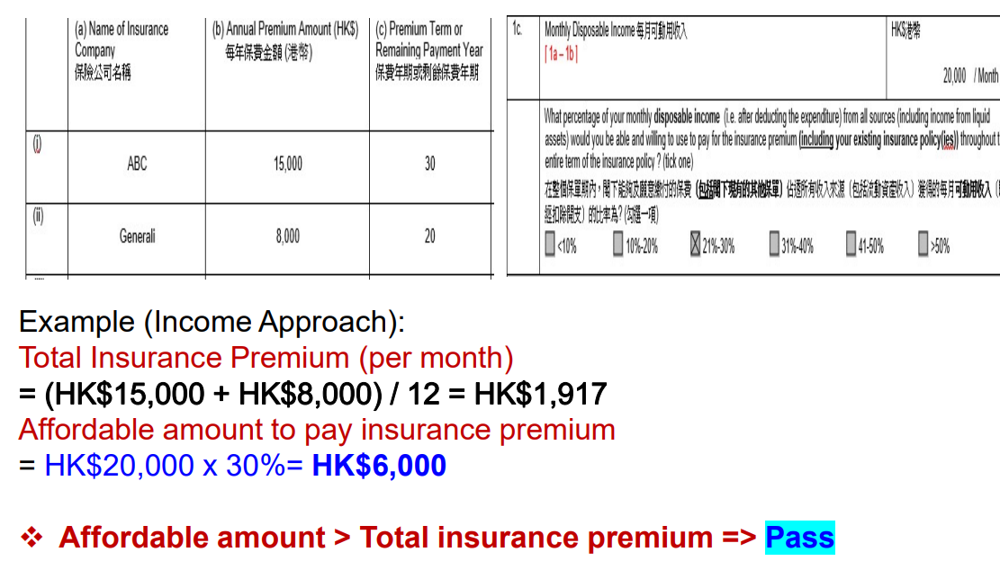 (a) Name of Insurance
Company
保險公司名稱
(b) Annual Premium Amount (HK$)
每年保費金額 (港幣)
(c) Premium Term or
Remaining Payment Year
保費年期或剩餘保費年期
(i)
ABC
15,000
30
(ii)
Generali
8,000
20
1c.
Monthly Disposable Income 每月可動用收入
[ 1a – 1b ]
HK$港幣
20,000 / Month
What percentage of your monthly disposable income (i.e. after deducting the expenditure) from all sources (including income from liquid
assets) would you be able and willing to use to pay for the insurance premium (including your existing insurance policy(ies)) throughout t
entire term of the insurance policy ? (tick one)
在整個保單期內，閣下能夠及願意繳付的保費 (包括閣下現有的其他保單) 佔透所有收入來源 (包括流動資產收入) 獲得的每月可動用收入 (
經扣除開支) 的比率為? (勾選一項)
<10%
10%-20%
21%-30%
31%-40%
41-50%
>50%
Example (Income Approach):
Total Insurance Premium (per month)
= (HK$15,000 + HK$8,000) / 12 = HK$1,917
Affordable amount to pay insurance premium
= HK$20,000 x 30%= HK$6,000
❖ Affordable amount > Total insurance premium => Pass